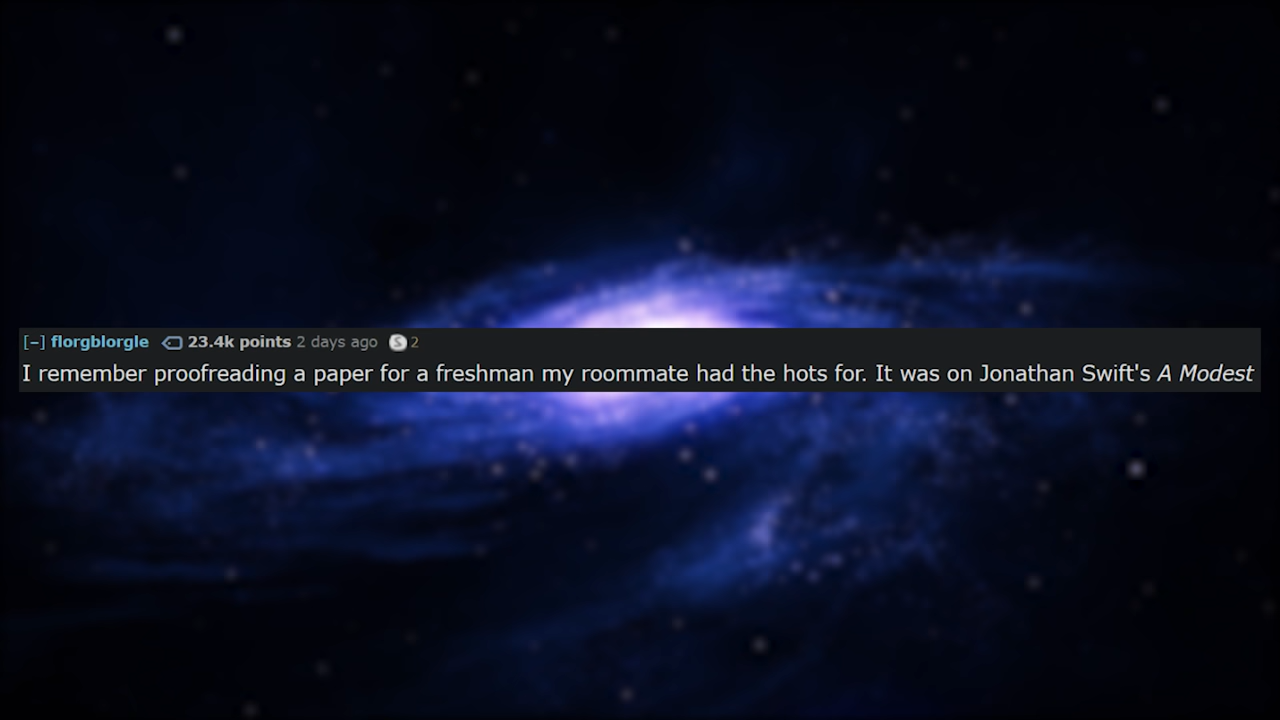 [–] florgblorgle 23.4k points 2 days ago S 2
I remember proofreading a paper for a freshman my roommate had the hots for. It was on Jonathan Swift's A Modest